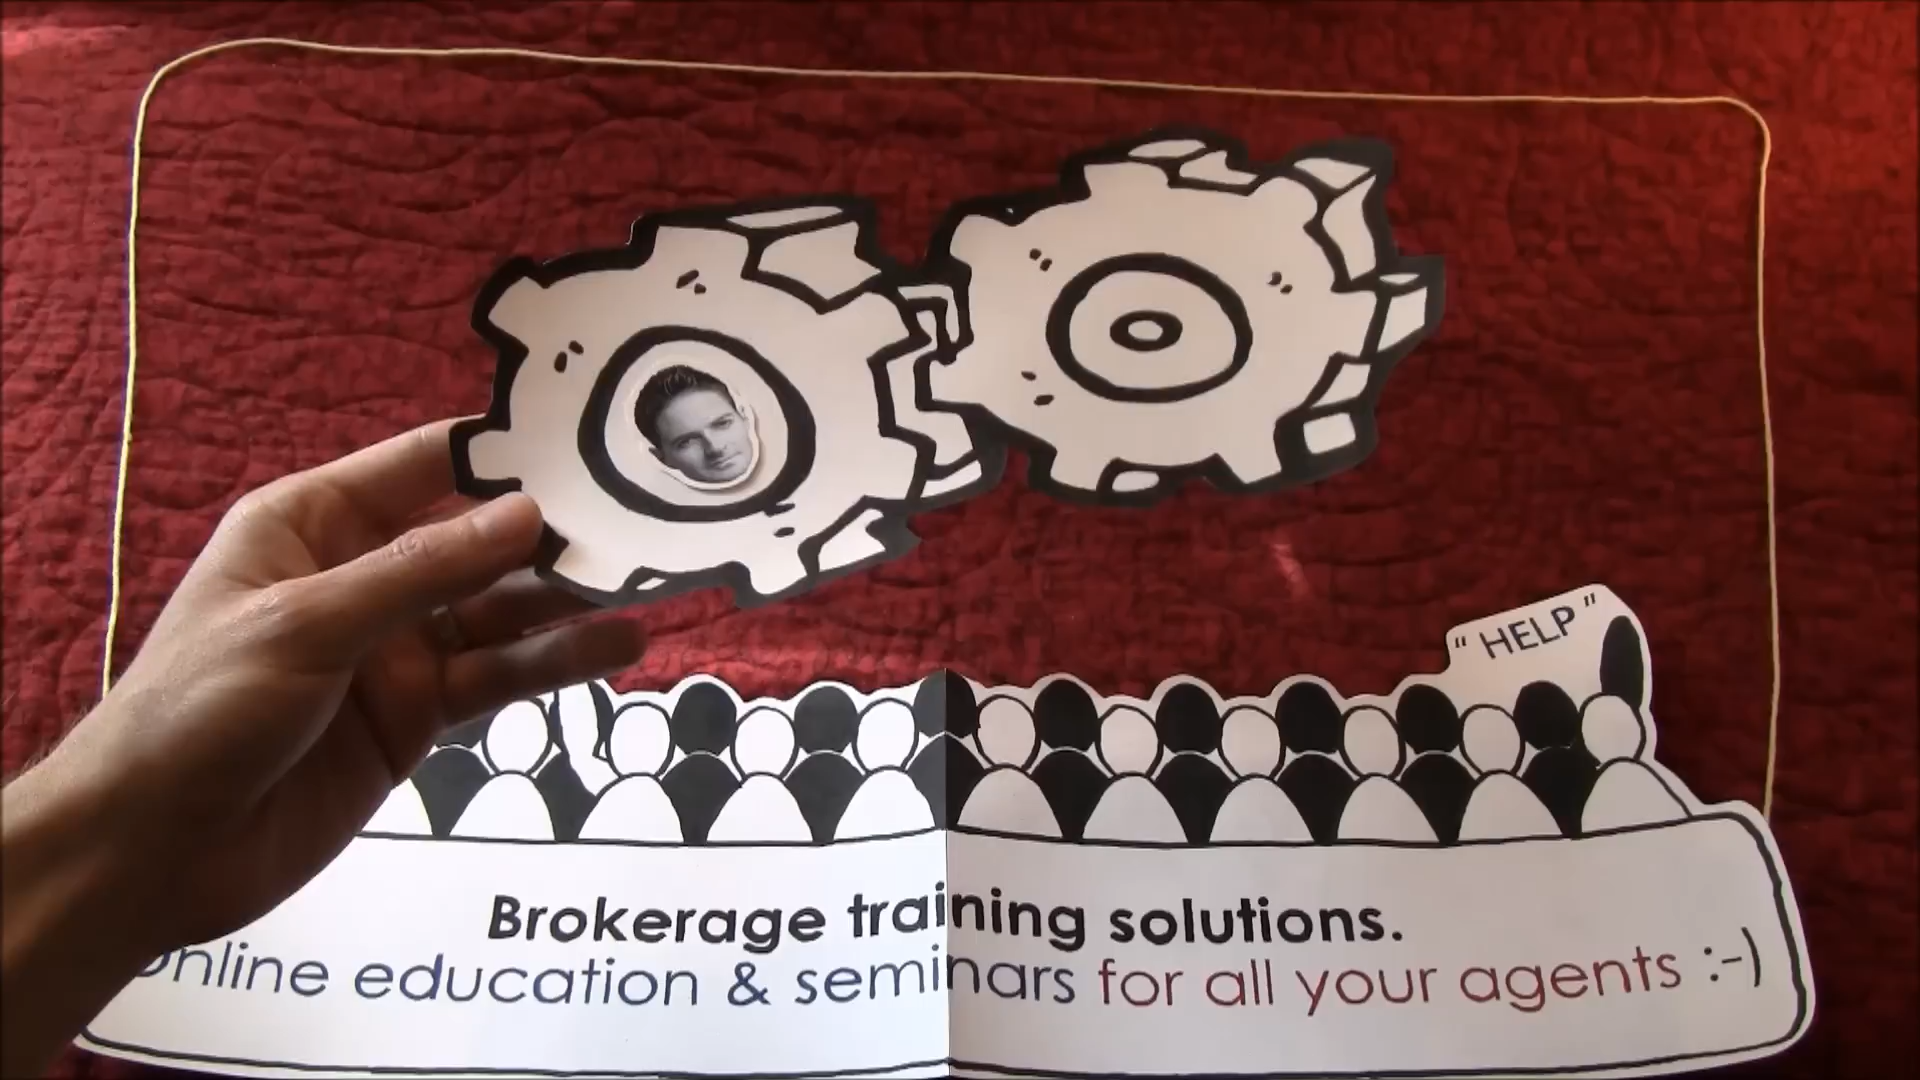 “ HELP ”
Brokerage training solutions.
Online education & seminars for all your agents :-)